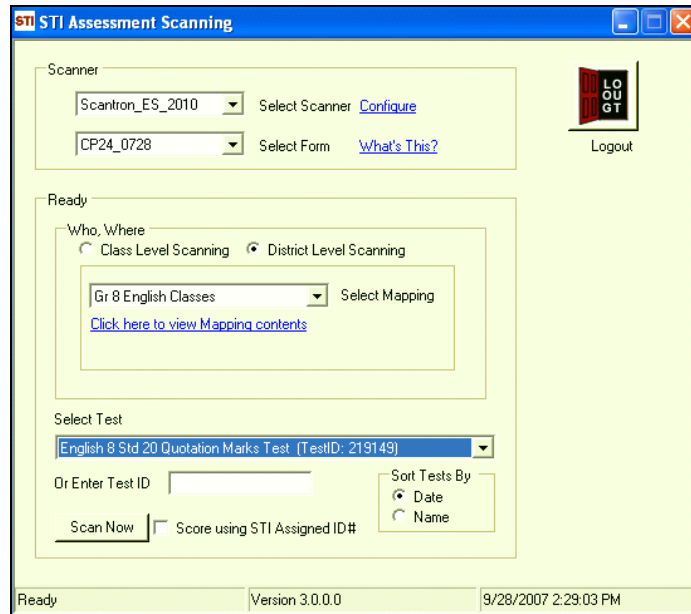 STI STI Assessment Scanning
Scanner
Scantron_ES_2010 Select Scanner Configure
CP24_0728 Select Form What's This?
LO
OU
GT
Logout
Ready
Who, Where
Class Level Scanning District Level Scanning
Gr 8 English Classes Select Mapping
Click here to view Mapping contents
Select Test
English 8 Std 20 Quotation Marks Test (TestID: 219149)
Or Enter Test ID
Sort Tests By
Date
Name
Scan Now Score using STI Assigned ID#
Ready Version 3.0.0.0 9/28/2007 2:29:03 PM